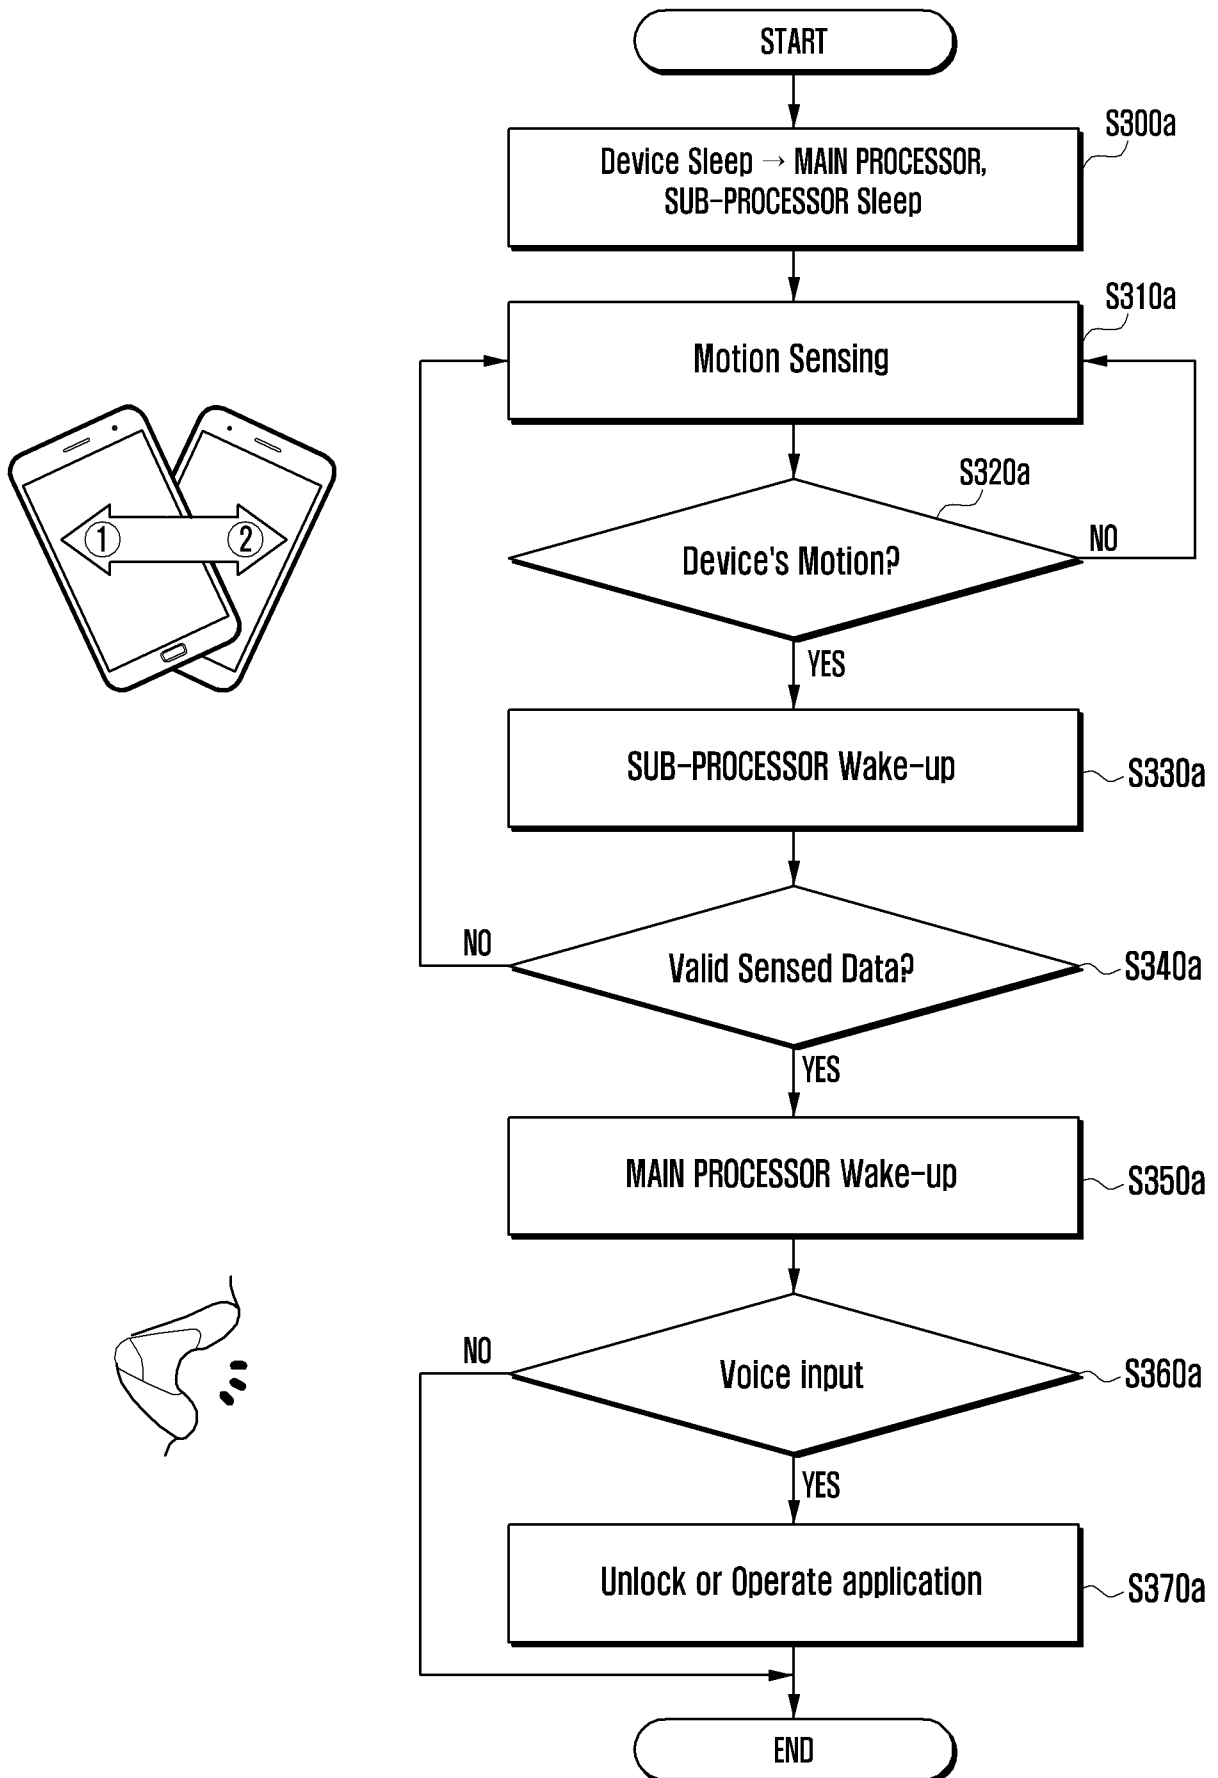 START
S300a
Device Sleep → MAIN PROCESSOR,
SUB-PROCESSOR Sleep
S310a
Motion Sensing
S320a
1
2
Device's Motion?
NO
YES
SUB-PROCESSOR Wake-up
S330a
NO
Valid Sensed Data?
S340a
YES
MAIN PROCESSOR Wake-up
S350a
NO
Voice input
S360a
YES
Unlock or Operate application
S370a
END